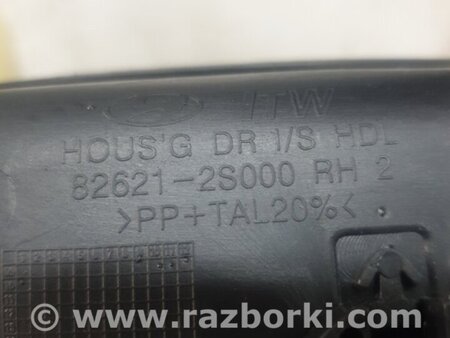 ITW
HOUS'G DR I/S HDL
82621-2S000 RH 2
>PP+TAL20%<
© www.razborki.com